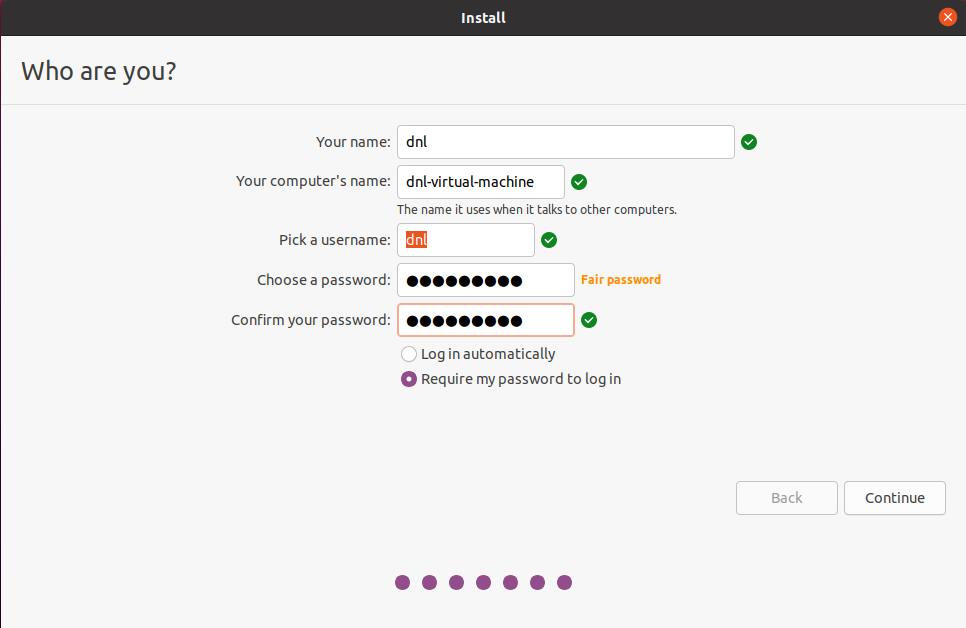 Install
Who are you?
Your name: dnl
Your computer's name: dnl-virtual-machine
The name it uses when it talks to other computers.
Pick a username: dnl
Choose a password: ●●●●●●●●● Fair password
Confirm your password: ●●●●●●●●●
Log in automatically
Require my password to log in
Back Continue